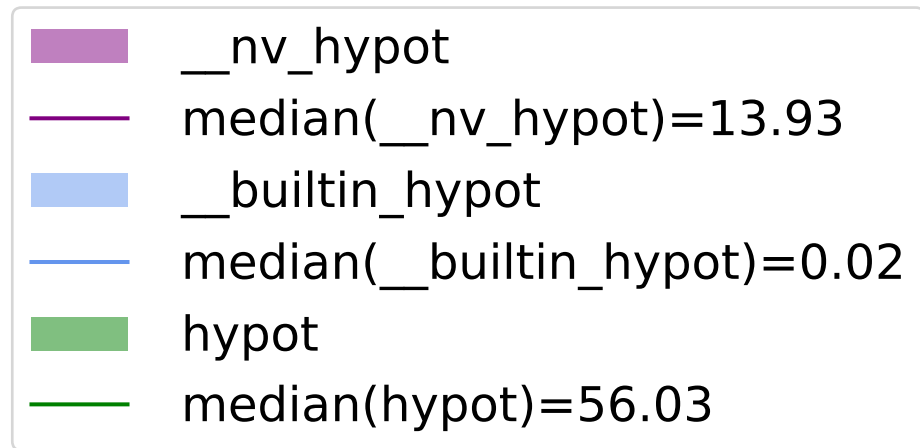 __nv_hypot
median(__nv_hypot)=13.93
__builtin_hypot
median(__builtin_hypot)=0.02
hypot
median(hypot)=56.03